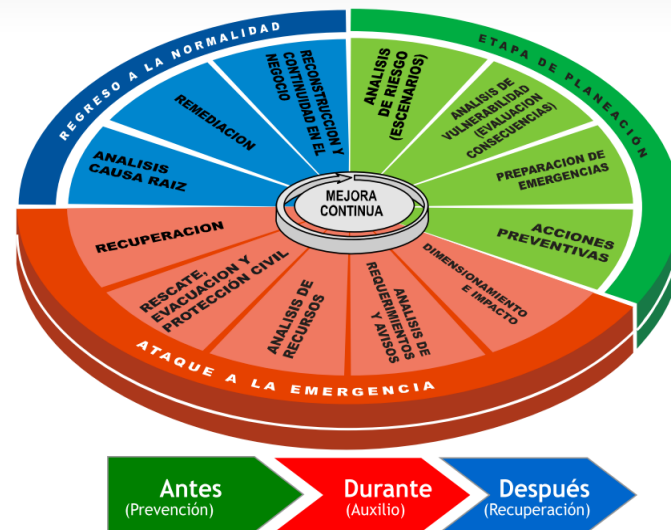 REGRESO A LA NORMALIDAD
ETAPA DE PLANEACIÓN
RECONSTRUCCION Y
CONTINUIDAD EN EL
NEGOCIO
REMEDIACION
ANALISIS
CAUSA RAIZ
ANALISIS
DE RIESGO
(ESCENARIOS)
ANALISIS DE
VULNERABILIDAD
(EVALUACION
CONSECUENCIAS)
PREPARACION DE
EMERGENCIAS
ACCIONES
PREVENTIVAS
MEJORA
CONTINUA
RECUPERACION
RESCATE,
EVACUACION Y
PROTECCIÓN CIVIL
ANALISIS DE
RECURSOS
ANALISIS DE
REQUERIMIENTOS
Y AVISOS
DIMENSIONAMIENTO
E IMPACTO
ATAQUE A LA EMERGENCIA
Antes
(Prevención)
Durante
(Auxilio)
Después
(Recuperación)